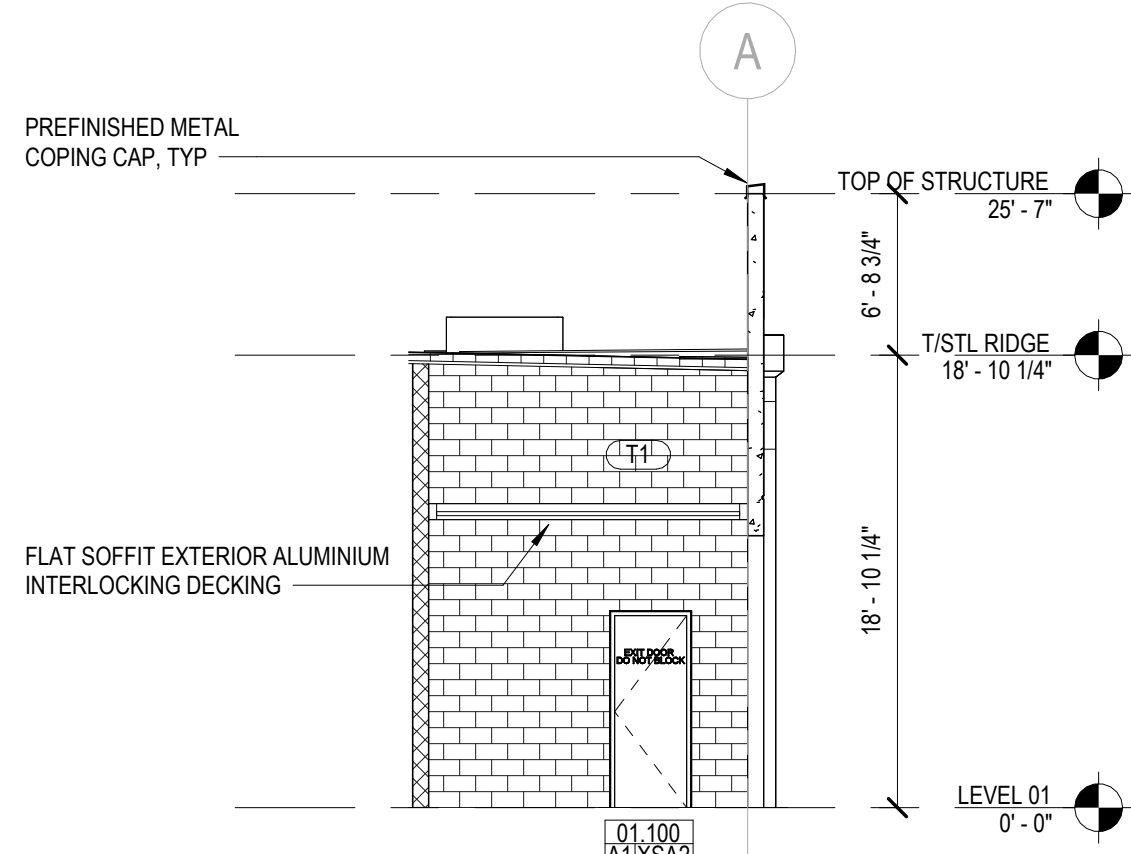 A
PREFINISHED METAL
COPING CAP, TYP
TOP OF STRUCTURE
25' - 7"
6' - 8 3/4"
T/STL RIDGE
18' - 10 1/4"
T1
FLAT SOFFIT EXTERIOR ALUMINIUM
INTERLOCKING DECKING
18' - 10 1/4"
EXIT DOOR
DO NOT BLOCK
LEVEL 01
0' - 0"
01.100
A1 XSA2